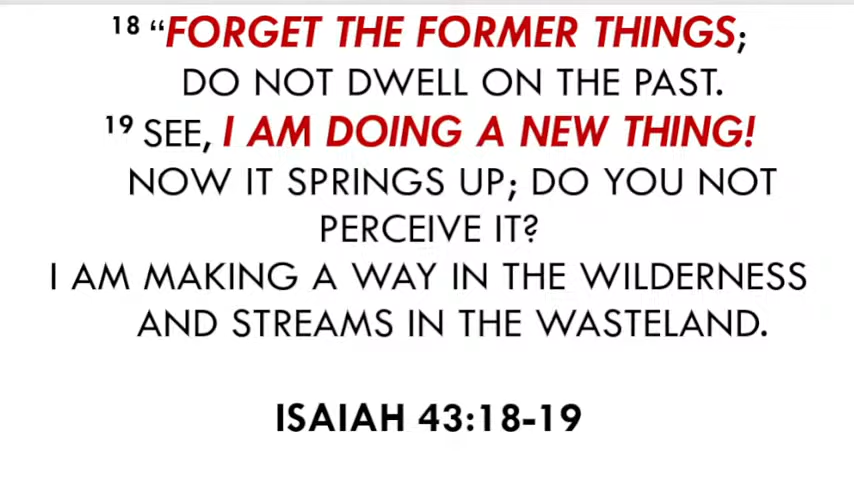 18 “FORGET THE FORMER THINGS;
DO NOT DWELL ON THE PAST.
19 SEE, I AM DOING A NEW THING!
NOW IT SPRINGS UP; DO YOU NOT
PERCEIVE IT?
I AM MAKING A WAY IN THE WILDERNESS
AND STREAMS IN THE WASTELAND.
ISAIAH 43:18-19